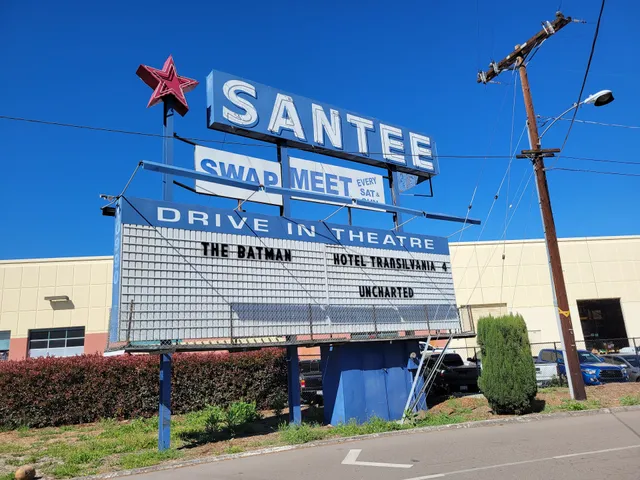 SANTEE
SWAP MEET EVERY
SAT &
DRIVE IN THEATRE
THE BATMAN
HOTEL TRANSILVANIA 4
UNCHARTED